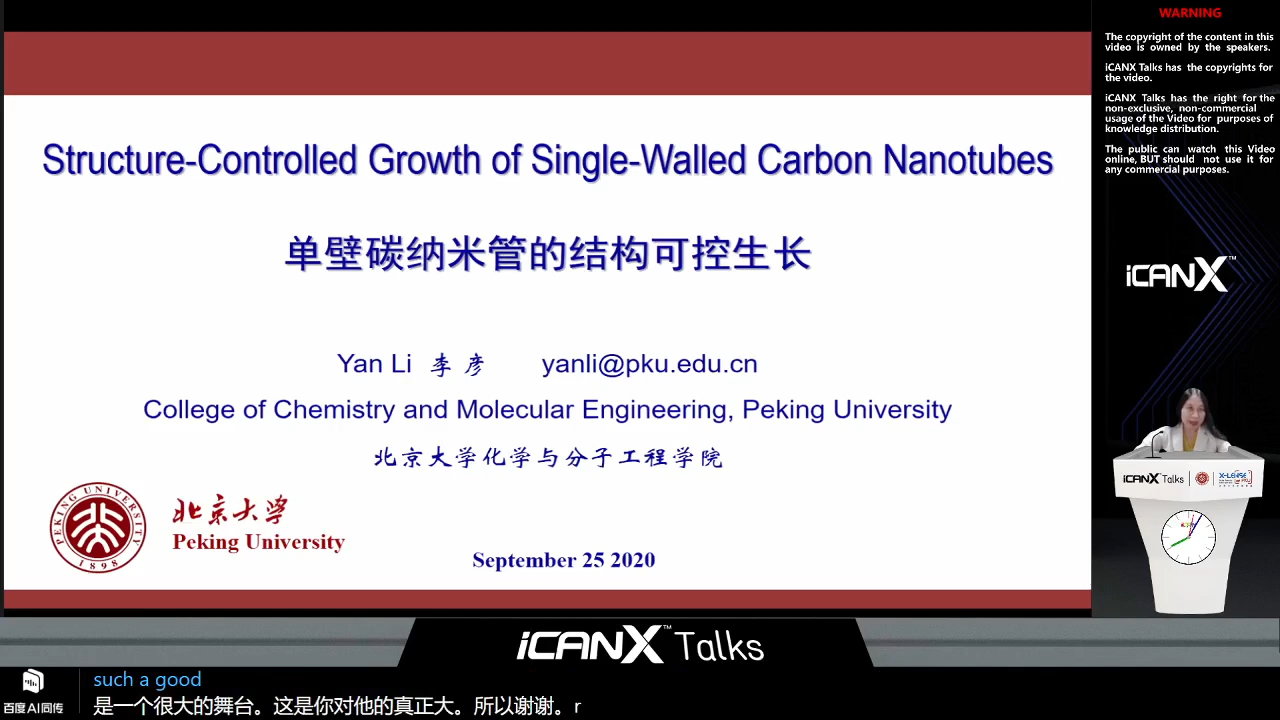 Structure-Controlled Growth of Single-Walled Carbon Nanotubes
单壁碳纳米管的结构可控生长
Yan Li 李彦 yanli@pku.edu.cn
College of Chemistry and Molecular Engineering, Peking University
北京大学化学与分子工程学院
PEKING UNIVERSITY
1898
北京大学
Peking University
September 25 2020
WARNING
The copyright of the content in this
video is owned by the speakers.
iCANX Talks has the copyrights for
the video.
iCANX Talks has the right for the
non-exclusive, non-commercial
usage of the Video for purposes of
knowledge distribution.
The public can watch this Video
online, BUT should not use it for
any commercial purposes.
iCANX™
iCANX Talks
iCANX™ Talks
such a good
是一个很大的舞台。这是你对他的真正大。所以谢谢。r
百度AI同传